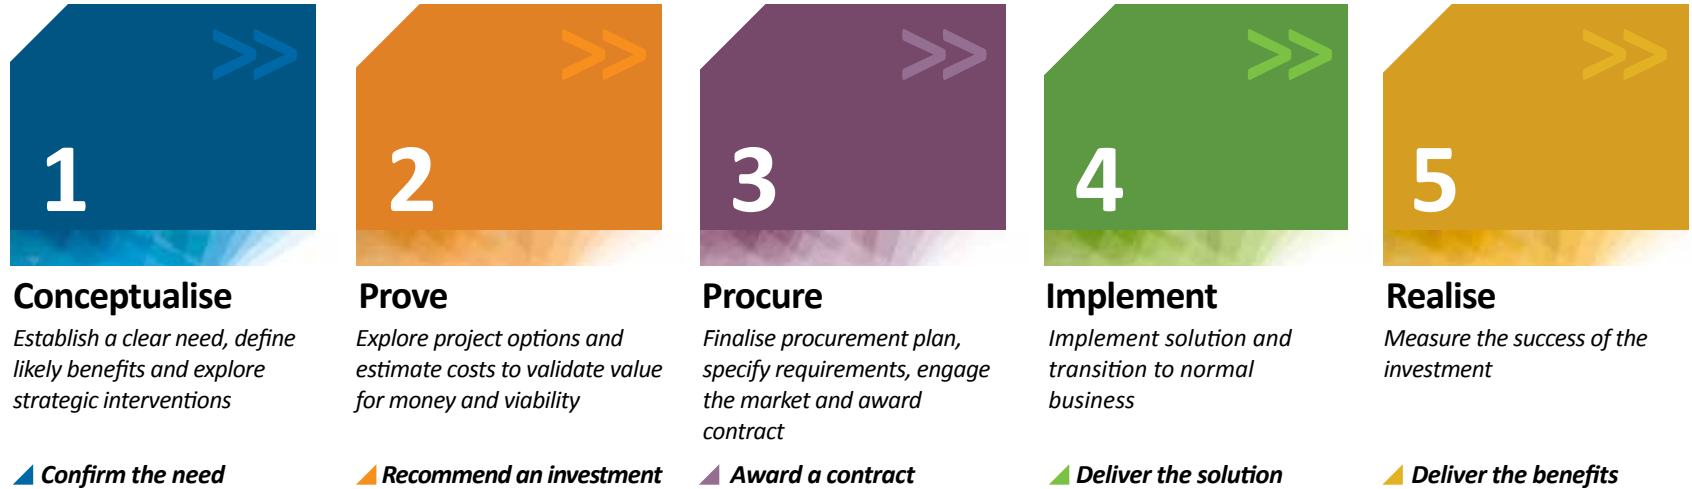 >>
1
Conceptualise
Establish a clear need, define
likely benefits and explore
strategic interventions
Confirm the need
>>
2
Prove
Explore project options and
estimate costs to validate value
for money and viability
Recommend an investment
>>
3
Procure
Finalise procurement plan,
specify requirements, engage
the market and award
contract
Award a contract
>>
4
Implement
Implement solution and
transition to normal
business
Deliver the solution
>>
5
Realise
Measure the success of the
investment
Deliver the benefits